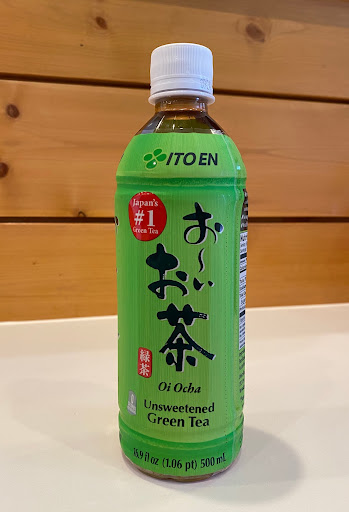 ITO EN
Japan's
#1
Green Tea
お〜い
お茶
緑茶
Oi Ocha
Unsweetened
Green Tea
16.9 fl oz (1.06 pt) 500 mL